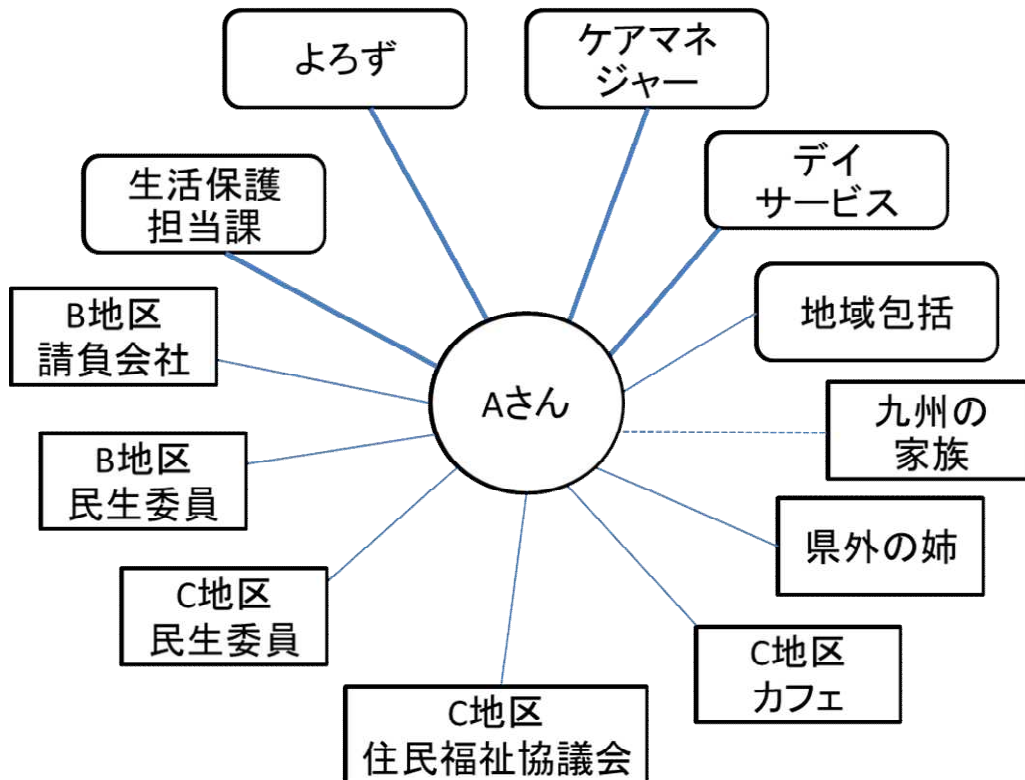 よろず
ケアマネ
ジャー
デイ
サービス
生活保護
担当課
地域包括
B地区
請負会社
Aさん
九州の
家族
B地区
民生委員
県外の姉
C地区
民生委員
C地区
カフェ
C地区
住民福祉協議会